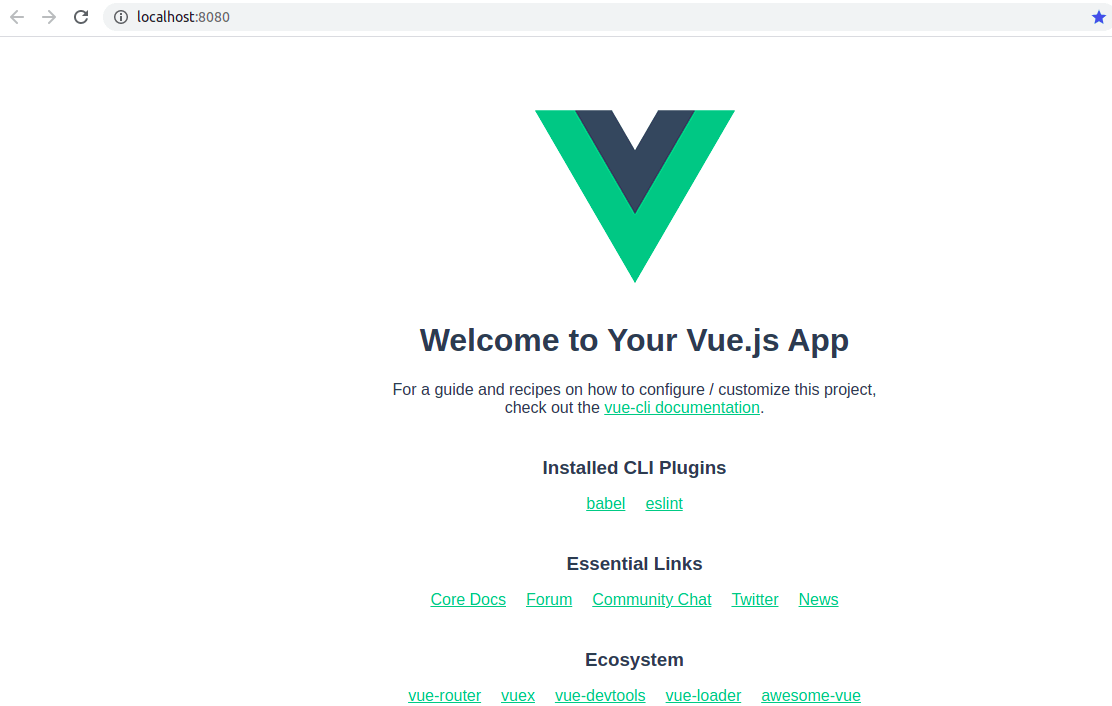 localhost:8080
Welcome to Your Vue.js App
For a guide and recipes on how to configure / customize this project,
check out the vue-cli documentation.
Installed CLI Plugins
babel eslint
Essential Links
Core Docs Forum Community Chat Twitter News
Ecosystem
vue-router vuex vue-devtools vue-loader awesome-vue